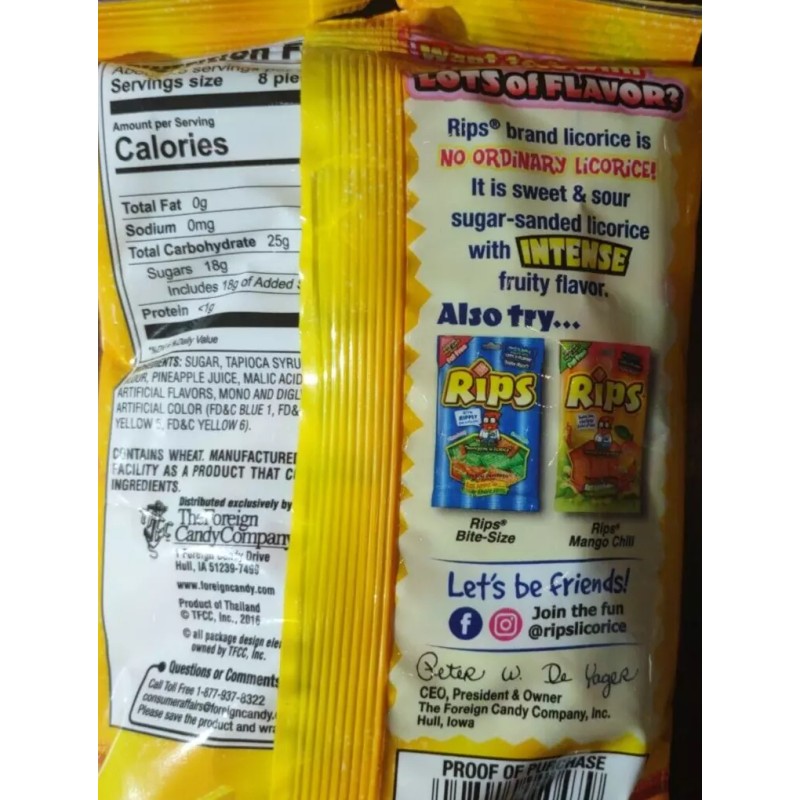 Servings size 8 pie
Amount per Serving
Calories
Total Fat 0g
Sodium 0mg
Total Carbohydrate 25g
Sugars 18g
Includes 18g of Added
Protein <1g
Daily Value
SUGAR, TAPIOCA SYRU
PINEAPPLE JUICE, MALIC ACID
ARTIFICIAL FLAVORS, MONO AND DIGL
ARTIFICIAL COLOR (FD&C BLUE 1, FD&
YELLOW 5, FD&C YELLOW 6).
CONTAINS WHEAT. MANUFACTURE
FACILITY AS A PRODUCT THAT C
INGREDIENTS.
Distributed exclusively by
The Foreign
Candy Company
1 Foreign Candy Drive
Hull, IA 51239-7499
www.foreigncandy.com
Product of Thailand
© TFCC, Inc., 2016
© all package design ele
owned by TFCC, Inc.
Questions or Comments
Call Toll Free 1-877-937-8322
consumeraffairs@foreigncandy.
Please save the product and wra
LOTS of FLAVOR?
Rips® brand licorice is
NO ORDINARY LICORICE!
It is sweet & sour
sugar-sanded licorice
with INTENSE
fruity flavor.
Also try...
Rips Rips
Rips® Bite-Size
Rips® Mango Chili
Let's be friends!
Join the fun
@ripslicorice
Peter W. De Yager
CEO, President & Owner
The Foreign Candy Company, Inc.
Hull, Iowa
PROOF OF PURCHASE